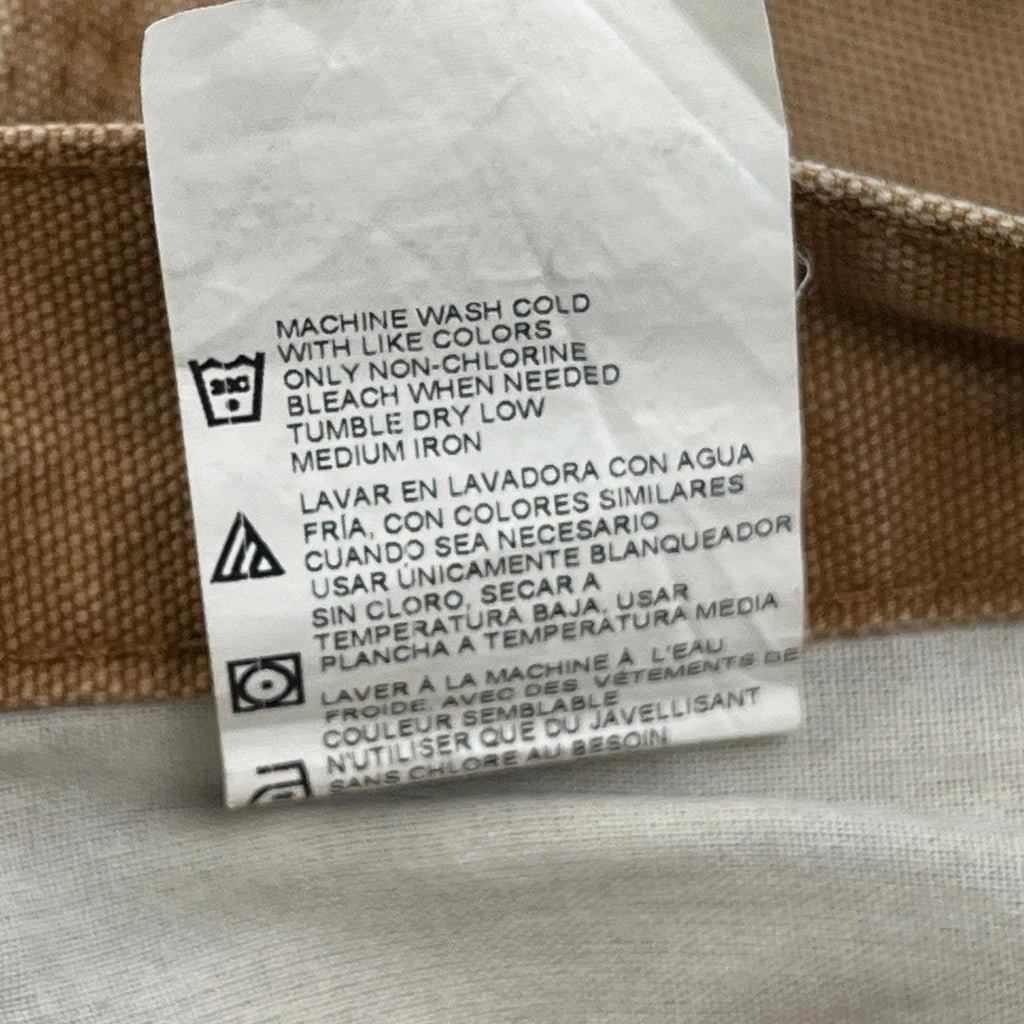 MACHINE WASH COLD
WITH LIKE COLORS
ONLY NON-CHLORINE
BLEACH WHEN NEEDED
TUMBLE DRY LOW
MEDIUM IRON
LAVAR EN LAVADORA CON AGUA
FRÍA, CON COLORES SIMILARES
CUANDO SEA NECESARIO
USAR ÚNICAMENTE BLANQUEADOR
SIN CLORO, SECAR A
TEMPERATURA BAJA, USAR
PLANCHA A TEMPERATURA MEDIA
LAVER À LA MACHINE À L'EAU
FROIDE, AVEC DES VÊTEMENTS DE
COULEUR SEMBLABLE
N'UTILISER QUE DU JAVELLISANT
SANS CHLORE AU BESOIN